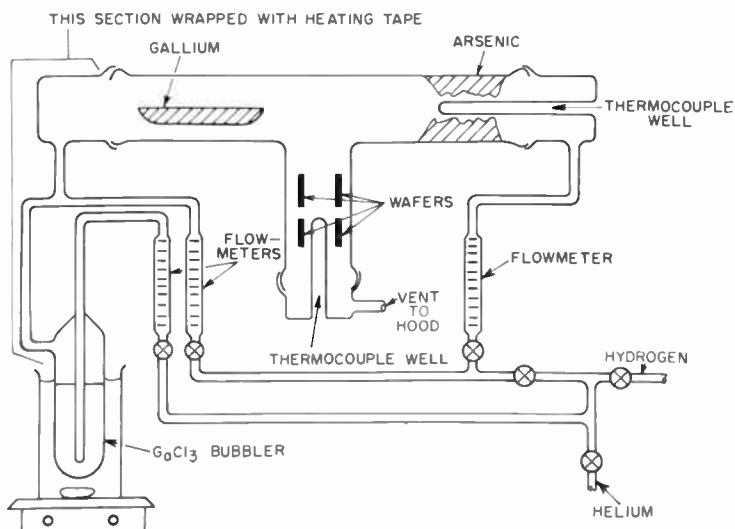 THIS SECTION WRAPPED WITH HEATING TAPE
GALLIUM
ARSENIC
THERMOCOUPLE
WELL
WAFERS
FLOW-
METERS
FLOWMETER
VENT
TO
HOOD
THERMOCOUPLE WELL
HYDROGEN
GaCl3 BUBBLER
HELIUM